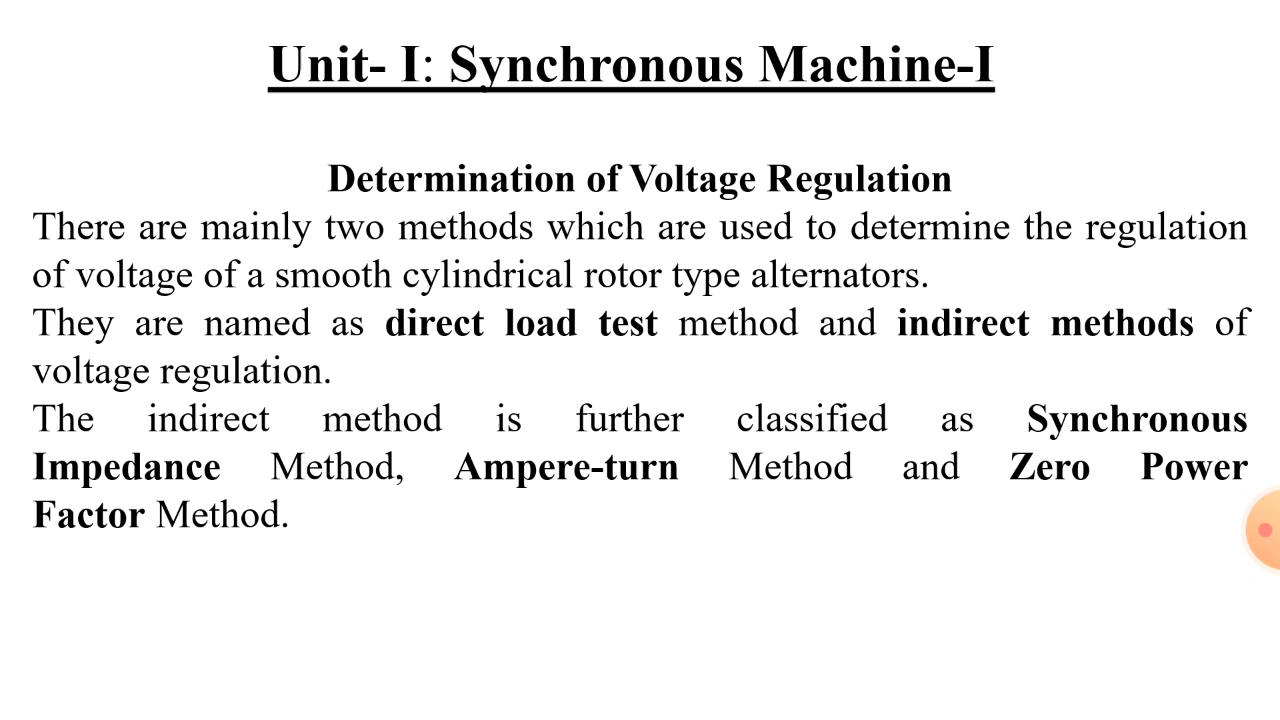 Unit- I: Synchronous Machine-I
Determination of Voltage Regulation
There are mainly two methods which are used to determine the regulation
of voltage of a smooth cylindrical rotor type alternators.
They are named as direct load test method and indirect methods of
voltage regulation.
The indirect method is further classified as Synchronous
Impedance Method, Ampere-turn Method and Zero Power
Factor Method.